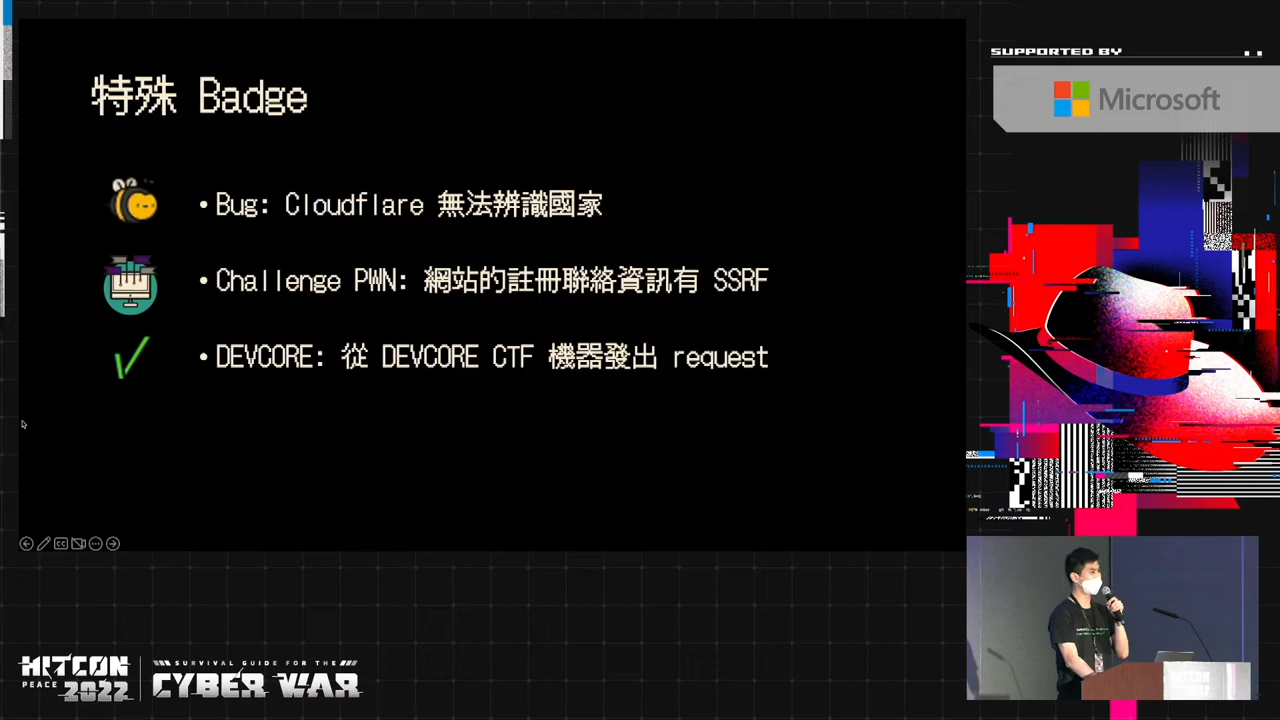 特殊 Badge
• Bug: Cloudflare 無法辨識國家
• Challenge PWN: 網站的註冊聯絡資訊有 SSRF
• DEVCORE: 從 DEVCORE CTF 機器發出 request
SUPPORTED BY
Microsoft
HITCON
PEACE 2022
SURVIVAL GUIDE FOR THE
CYBER WAR